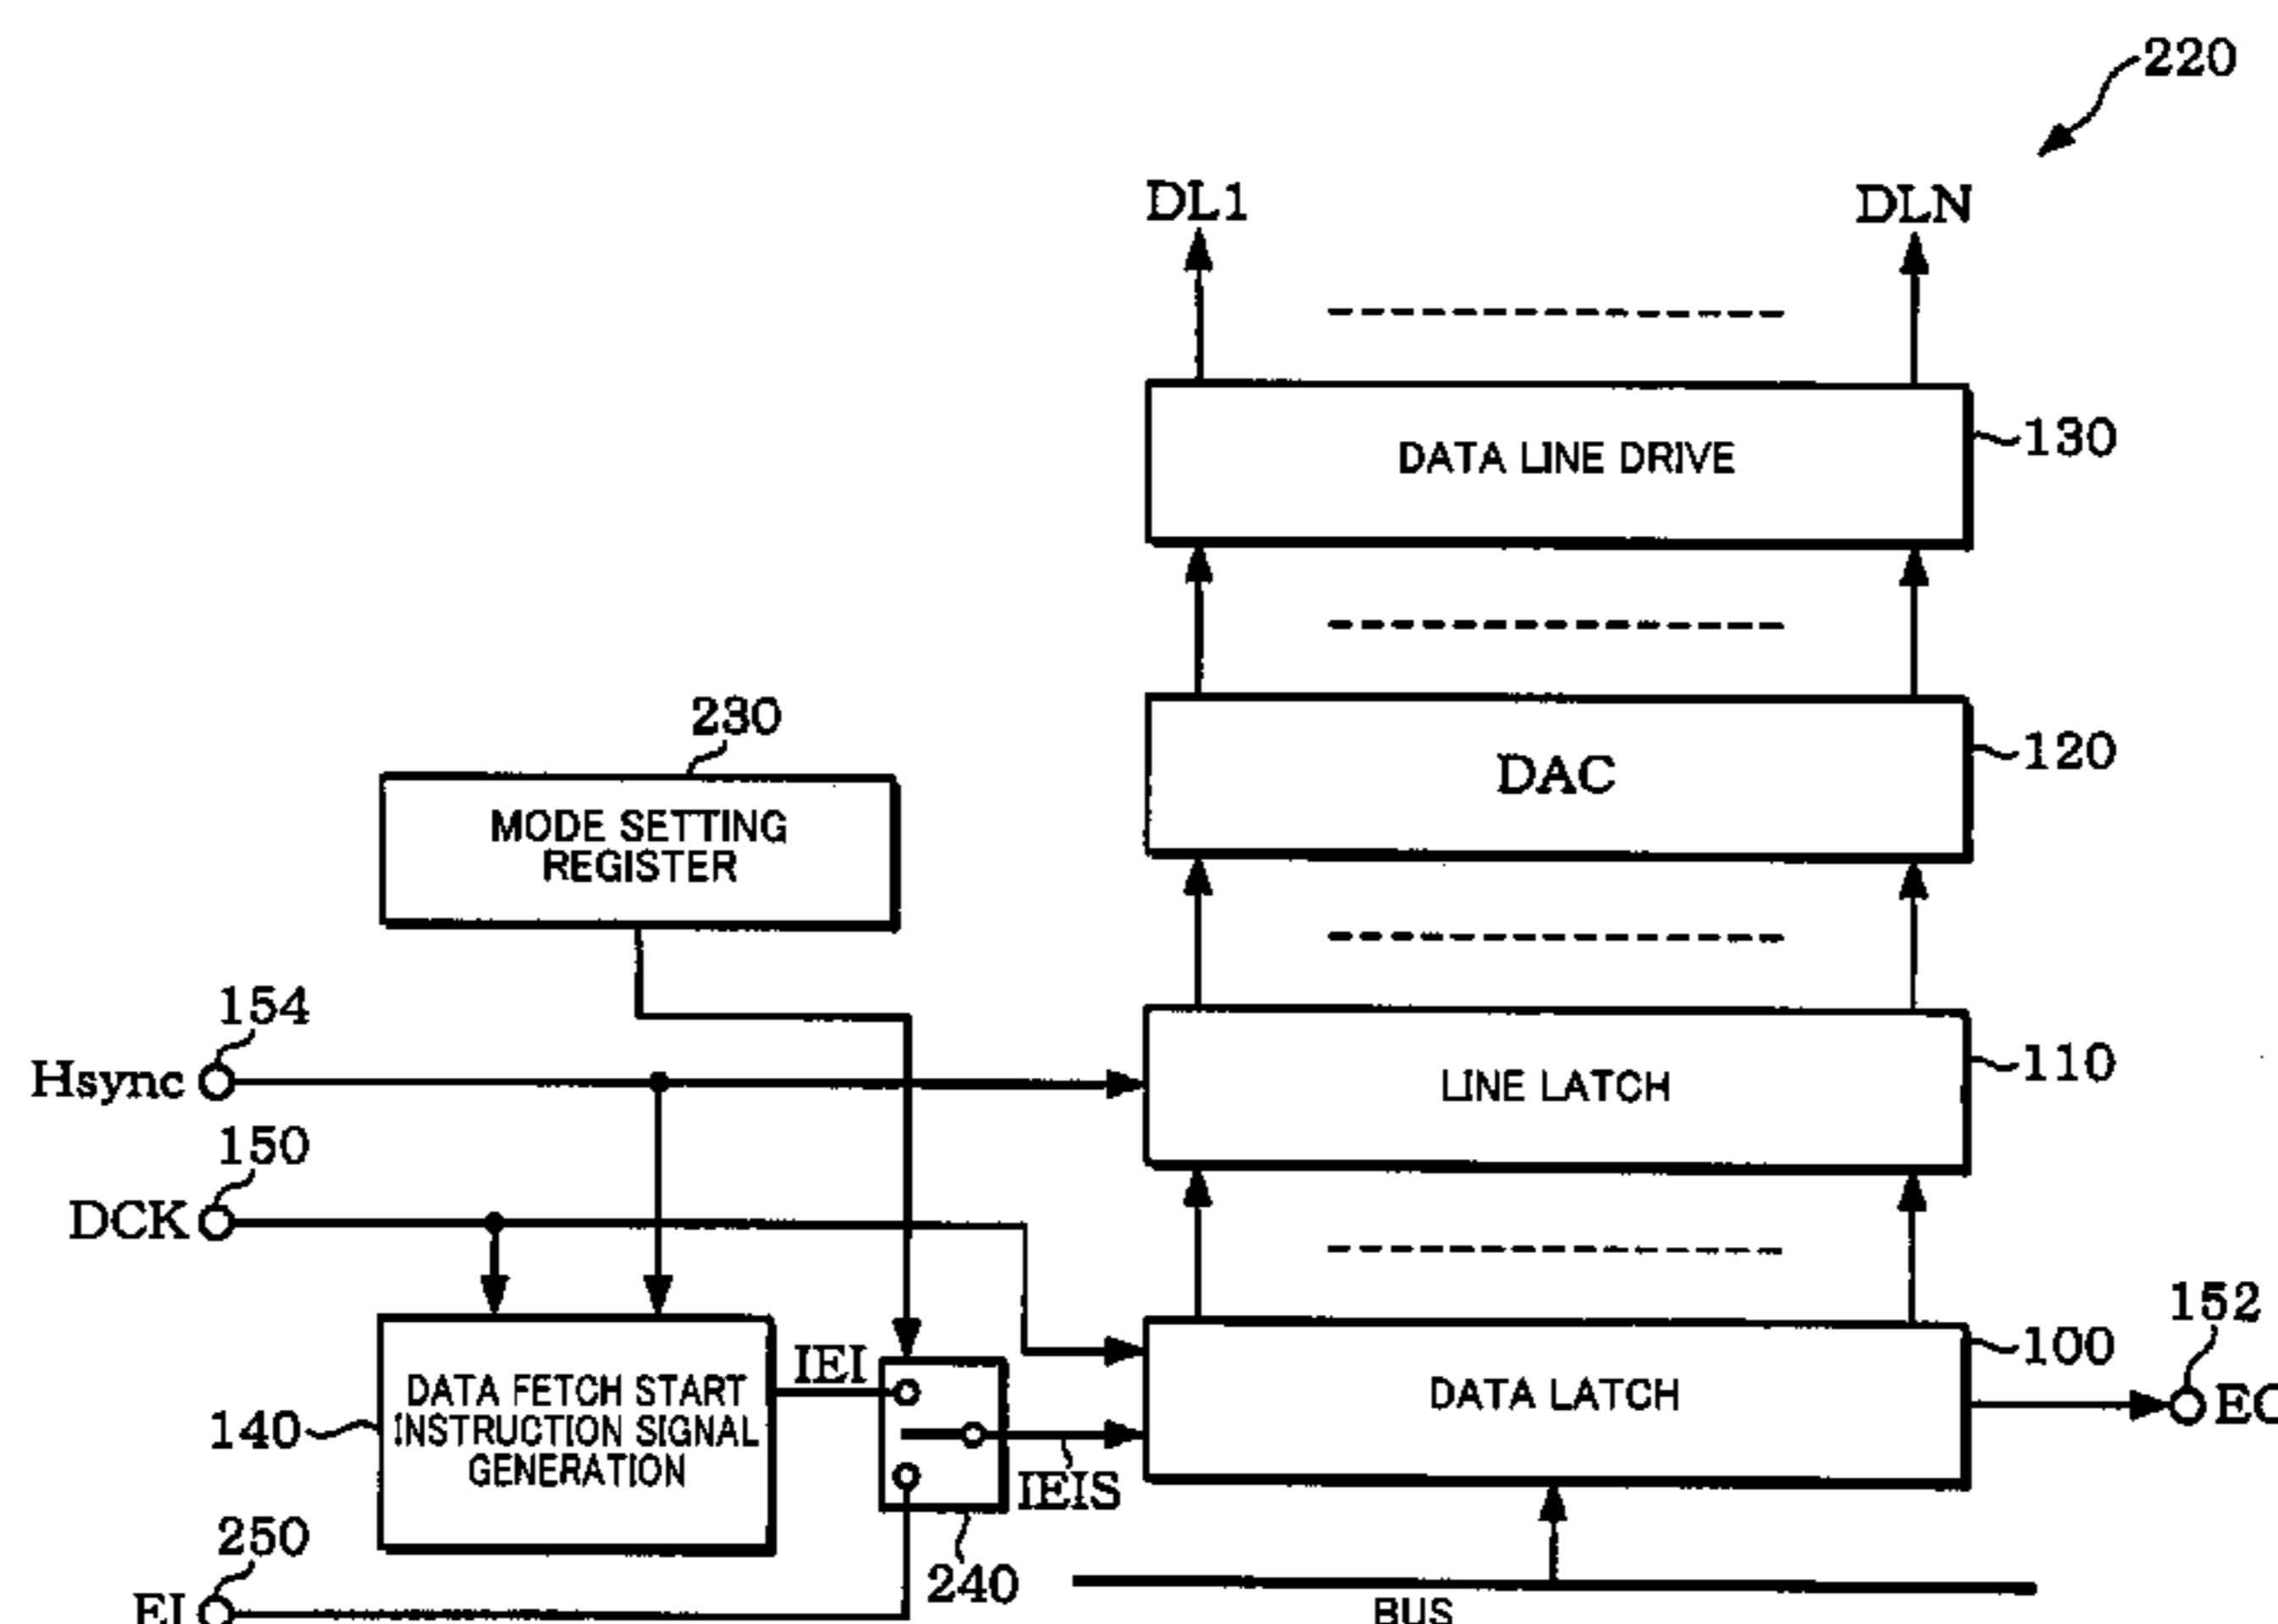 220
DL1
DLN
DATA LINE DRIVE
130
230
DAC
120
MODE SETTING
REGISTER
154
Hsync
LINE LATCH
110
150
DCK
152
IEI
100
DATA FETCH START
INSTRUCTION SIGNAL
GENERATION
DATA LATCH
140
IEIS
250
240
EI
BUS